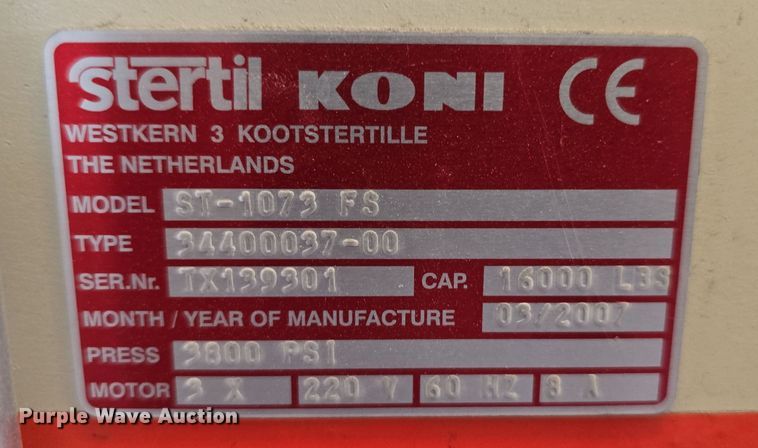 stertil KONI CE
WESTKERN 3 KOOTSTERTILLE
THE NETHERLANDS
MODEL ST-1073 FS
TYPE 34400037-00
SER.Nr. TX139301 CAP. 16000 LBS
MONTH / YEAR OF MANUFACTURE 03/2007
PRESS 3800 PSI
MOTOR 3 X 220 V 60 HZ 8 A
Purple Wave Auction